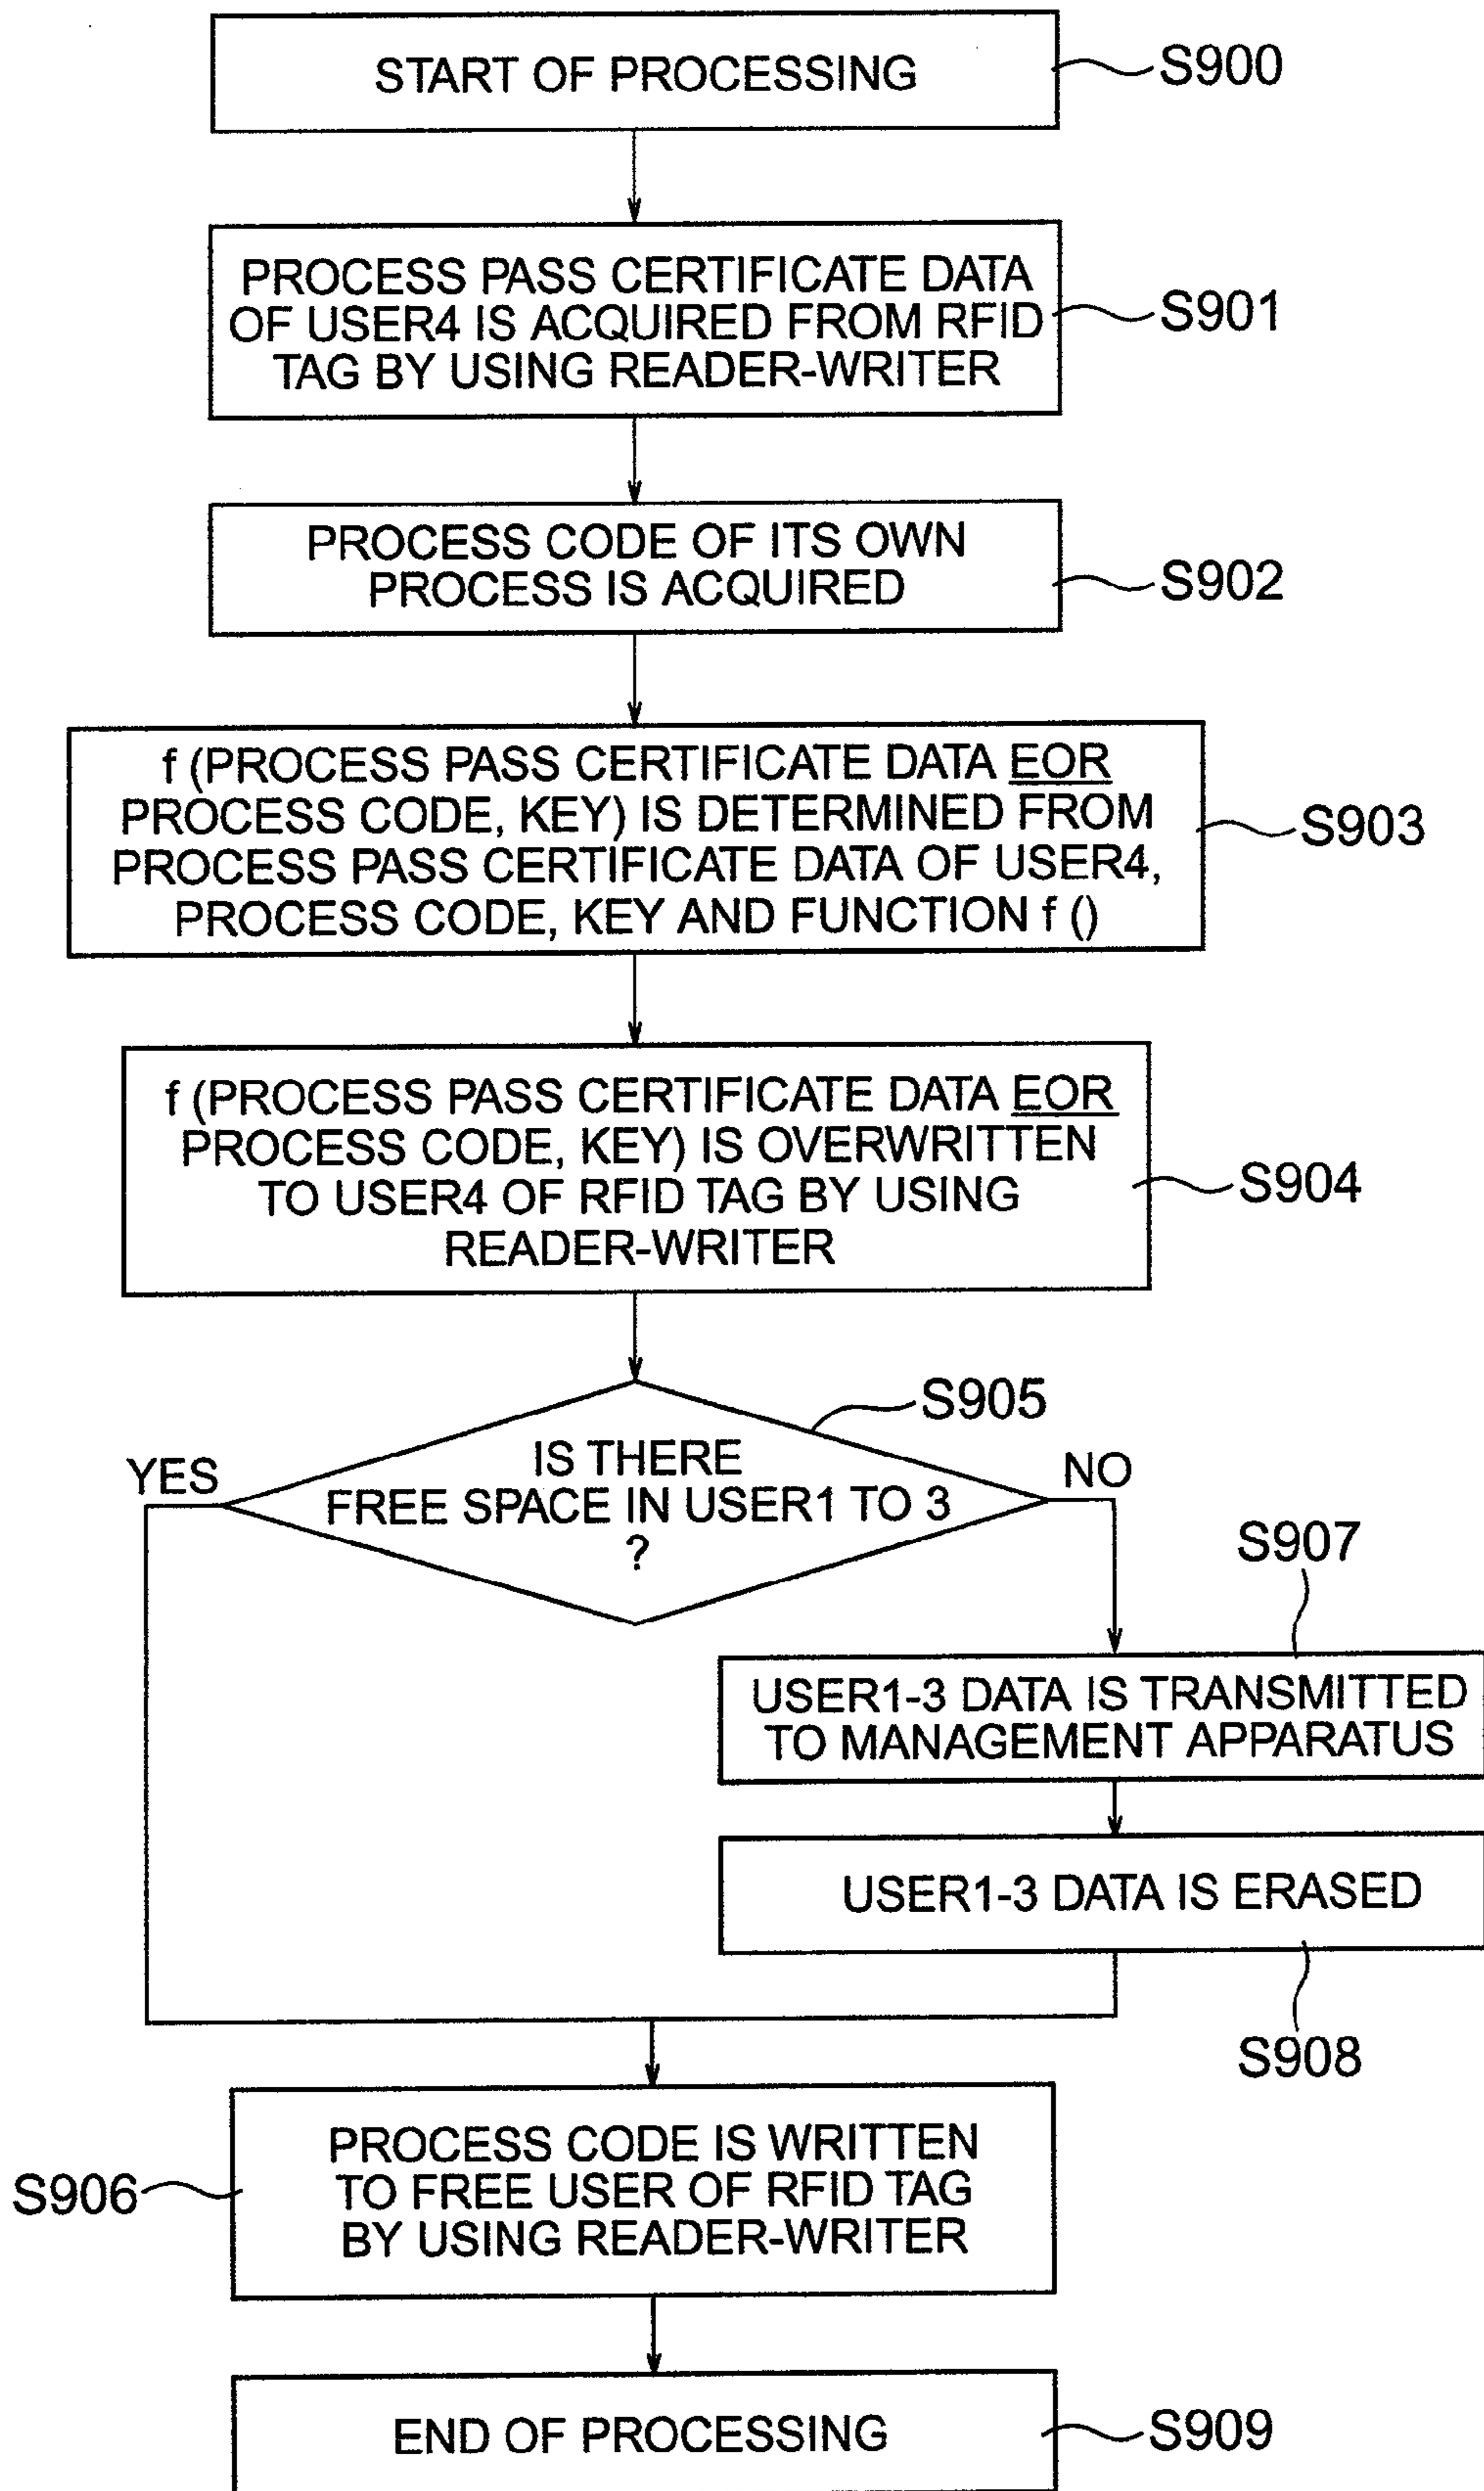 START OF PROCESSING
S900
PROCESS PASS CERTIFICATE DATA
OF USER4 IS ACQUIRED FROM RFID
TAG BY USING READER-WRITER
S901
PROCESS CODE OF ITS OWN
PROCESS IS ACQUIRED
S902
f (PROCESS PASS CERTIFICATE DATA EOR
PROCESS CODE, KEY) IS DETERMINED FROM
PROCESS PASS CERTIFICATE DATA OF USER4,
PROCESS CODE, KEY AND FUNCTION f ()
S903
f (PROCESS PASS CERTIFICATE DATA EOR
PROCESS CODE, KEY) IS OVERWRITTEN
TO USER4 OF RFID TAG BY USING
READER-WRITER
S904
S905
IS THERE
FREE SPACE IN USER1 TO 3
?
YES
NO
S907
USER1-3 DATA IS TRANSMITTED
TO MANAGEMENT APPARATUS
USER1-3 DATA IS ERASED
S908
PROCESS CODE IS WRITTEN
TO FREE USER OF RFID TAG
BY USING READER-WRITER
S906
END OF PROCESSING
S909